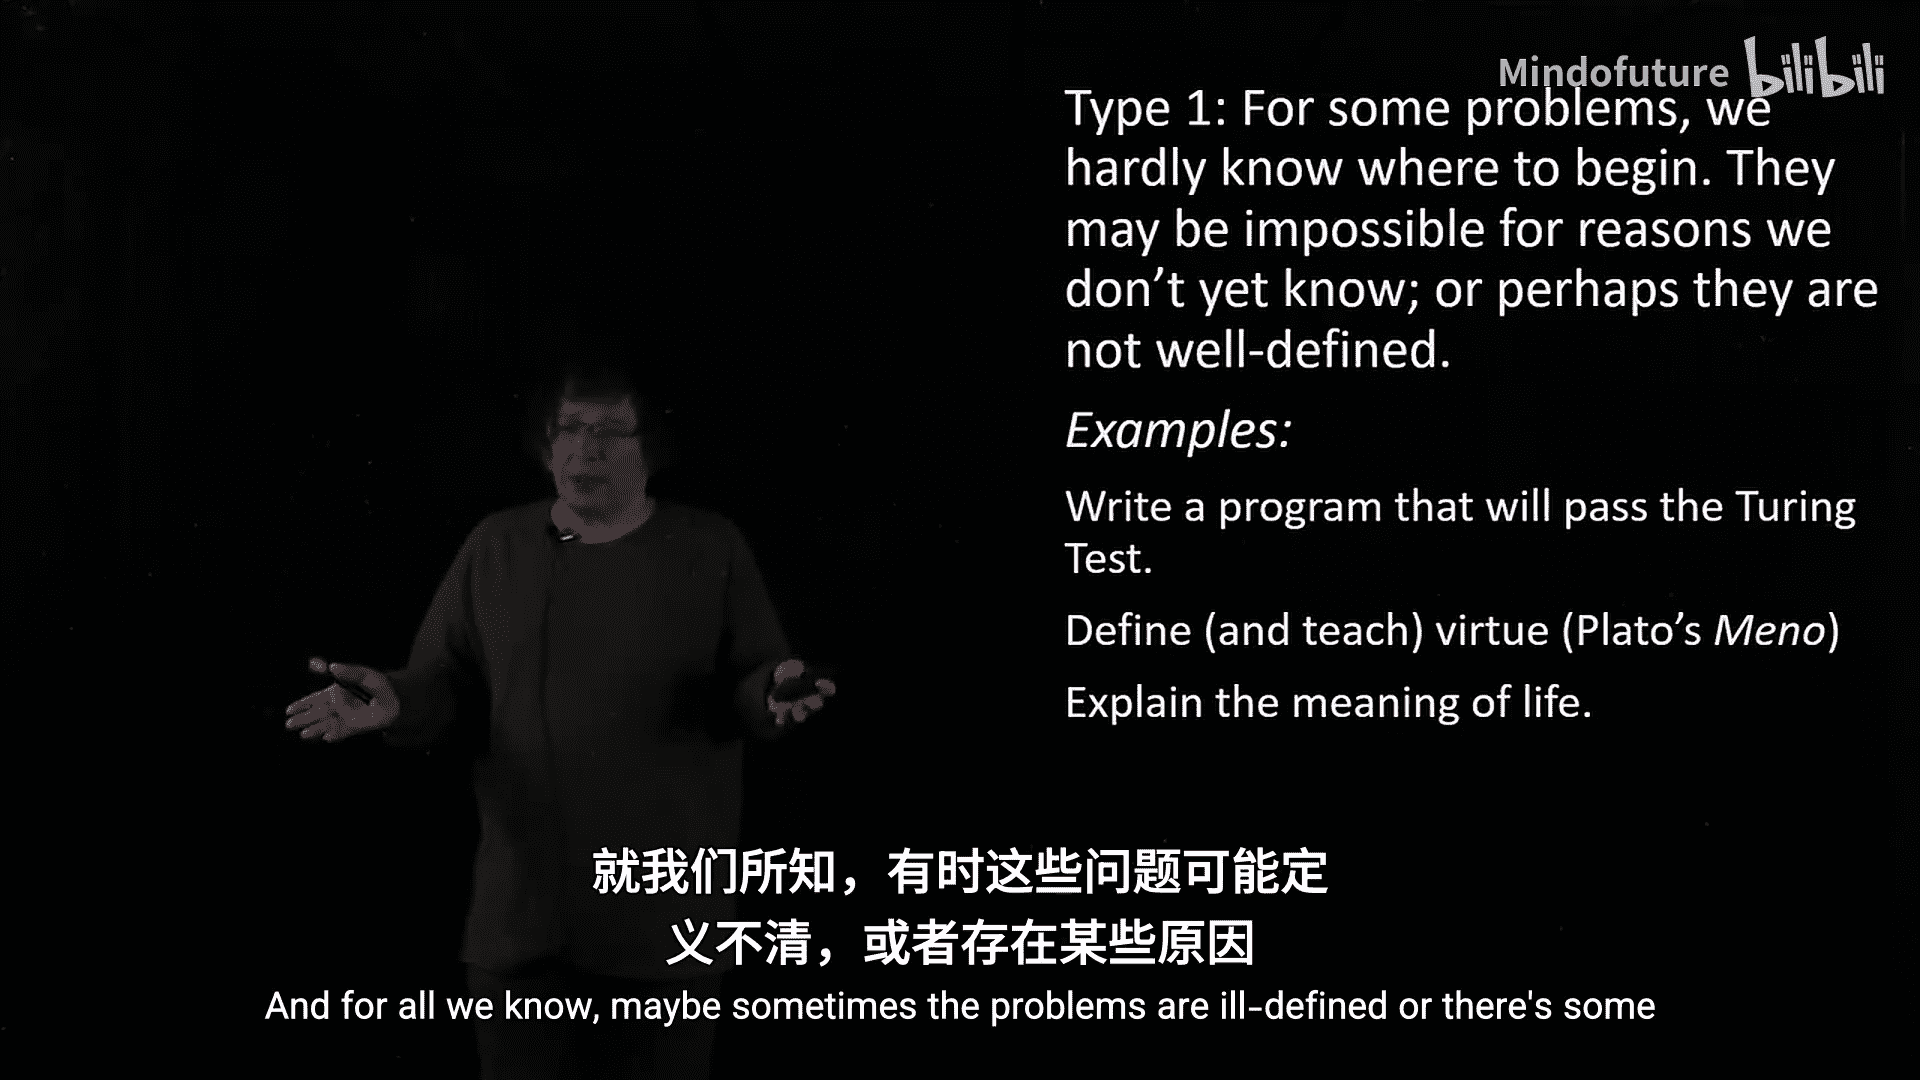 Mindofuture bilibili
Type 1: For some problems, we
hardly know where to begin. They
may be impossible for reasons we
don’t yet know; or perhaps they are
not well-defined.
Examples:
Write a program that will pass the Turing
Test.
Define (and teach) virtue (Plato’s Meno)
Explain the meaning of life.
就我们所知，有时这些问题可能定
义不清，或者存在某些原因
And for all we know, maybe sometimes the problems are ill-defined or there's some